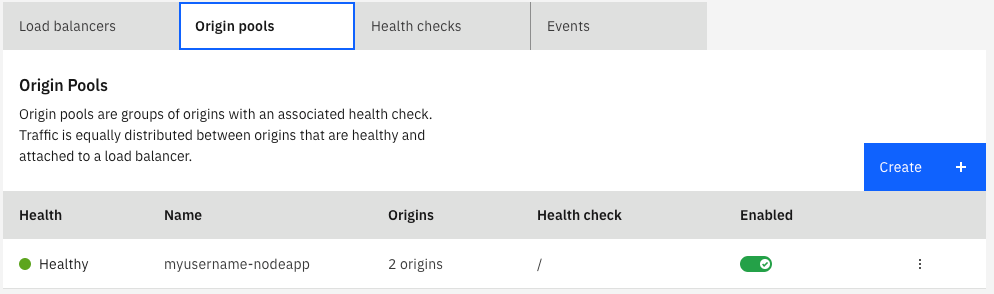 Load balancers Origin pools Health checks Events
Origin Pools
Origin pools are groups of origins with an associated health check.
Traffic is equally distributed between origins that are healthy and
attached to a load balancer.
Create +
Health Name Origins Health check Enabled
Healthy myusername-nodeapp 2 origins /